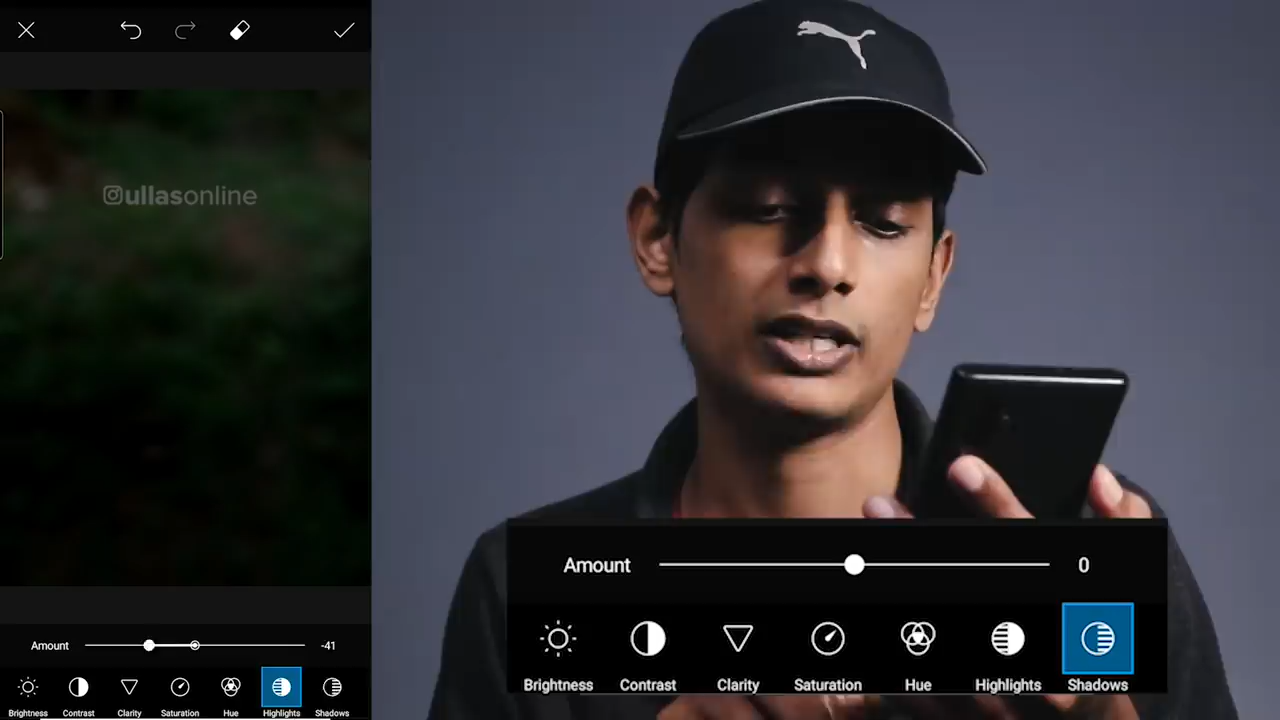 ullasonline
Amount -41
Brightness Contrast Clarity Saturation Hue Highlights Shadows
Amount 0
Brightness Contrast Clarity Saturation Hue Highlights Shadows